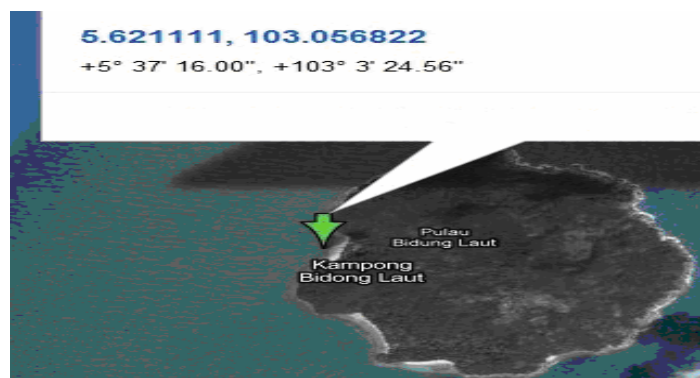 5.621111, 103.056822
+5° 37' 16.00", +103° 3' 24.56"
Pulau
Bidung Laut
Kampong
Bidong Laut